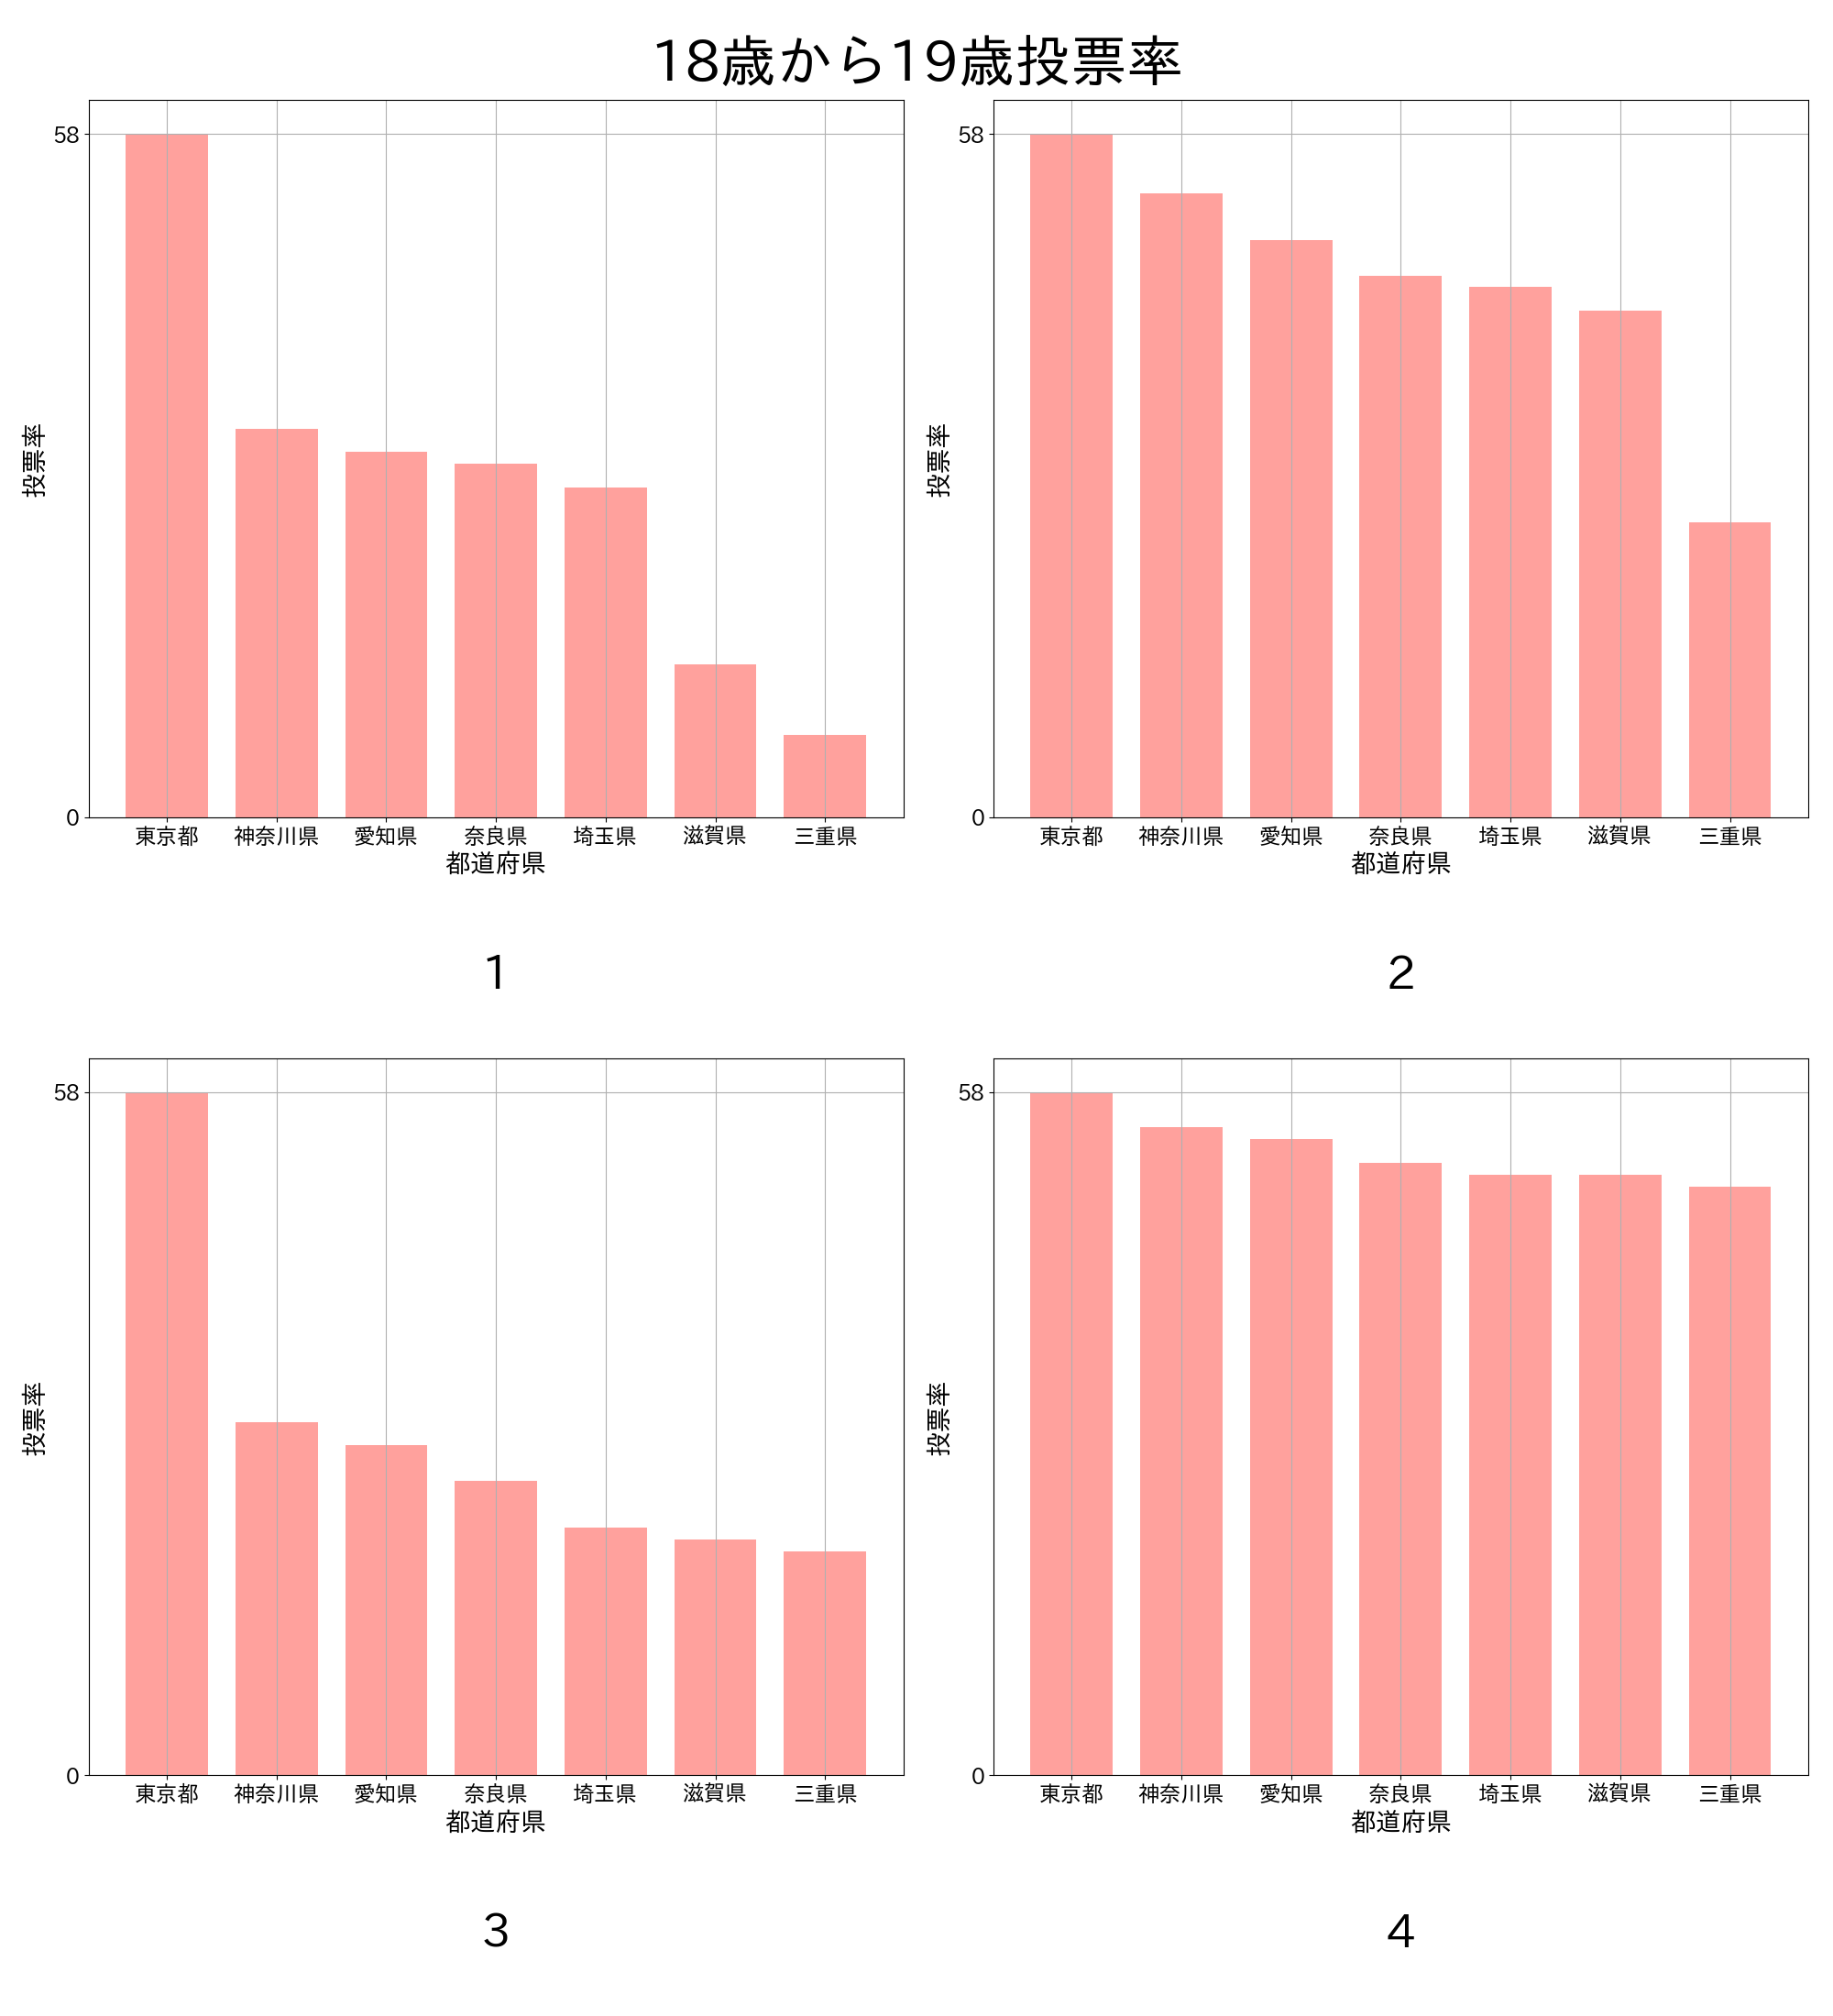 18歳から19歳投票率
58
0
投票率
東京都 神奈川県 愛知県 奈良県 埼玉県 滋賀県 三重県
都道府県
1
58
0
投票率
東京都 神奈川県 愛知県 奈良県 埼玉県 滋賀県 三重県
都道府県
2
58
0
投票率
東京都 神奈川県 愛知県 奈良県 埼玉県 滋賀県 三重県
都道府県
3
58
0
投票率
東京都 神奈川県 愛知県 奈良県 埼玉県 滋賀県 三重県
都道府県
4